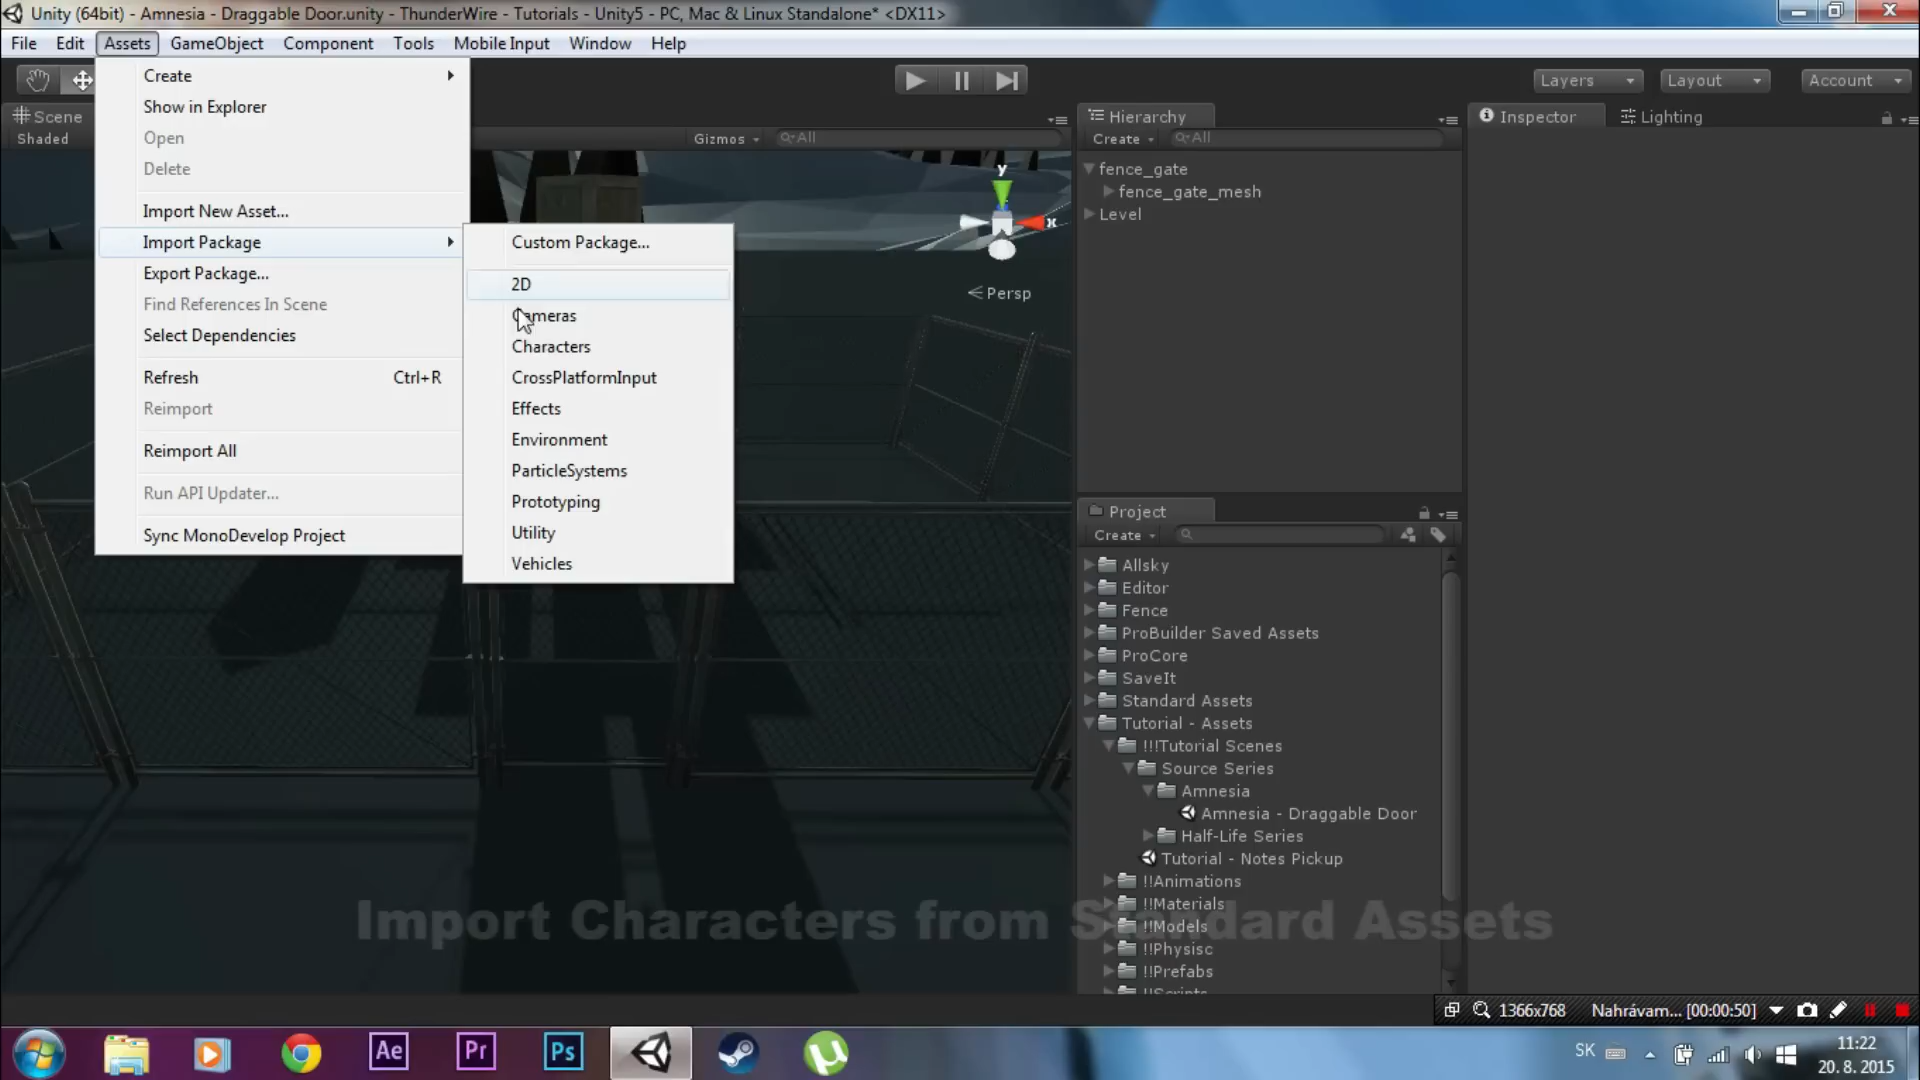 Unity (64bit) - Amnesia - Draggable Door.unity - ThunderWire - Tutorials - Unity5 - PC, Mac & Linux Standalone* <DX11>
File Edit Assets GameObject Component Tools Mobile Input Window Help
Layers Layout Account
Create
Show in Explorer
Open
Delete
Import New Asset...
Import Package
Export Package...
Find References In Scene
Select Dependencies
Refresh Ctrl+R
Reimport
Reimport All
Run API Updater...
Sync MonoDevelop Project
Custom Package...
2D
Cameras
Characters
CrossPlatformInput
Effects
Environment
ParticleSystems
Prototyping
Utility
Vehicles
Scene
Shaded
Gizmos All
y
x
Persp
Hierarchy
Create All
fence_gate
fence_gate_mesh
Level
Inspector Lighting
Project
Create
Allsky
Editor
Fence
ProBuilder Saved Assets
ProCore
SaveIt
Standard Assets
Tutorial - Assets
!!!Tutorial Scenes
Source Series
Amnesia
Amnesia - Draggable Door
Half-Life Series
Tutorial - Notes Pickup
!!Animations
!!Materials
!!Models
!!Physisc
!!Prefabs
!!Scripts
Import Characters from Standard Assets
1366x768 Nahrávam... [00:00:50]
Ae Pr Ps
SK
11:22
20. 8. 2015